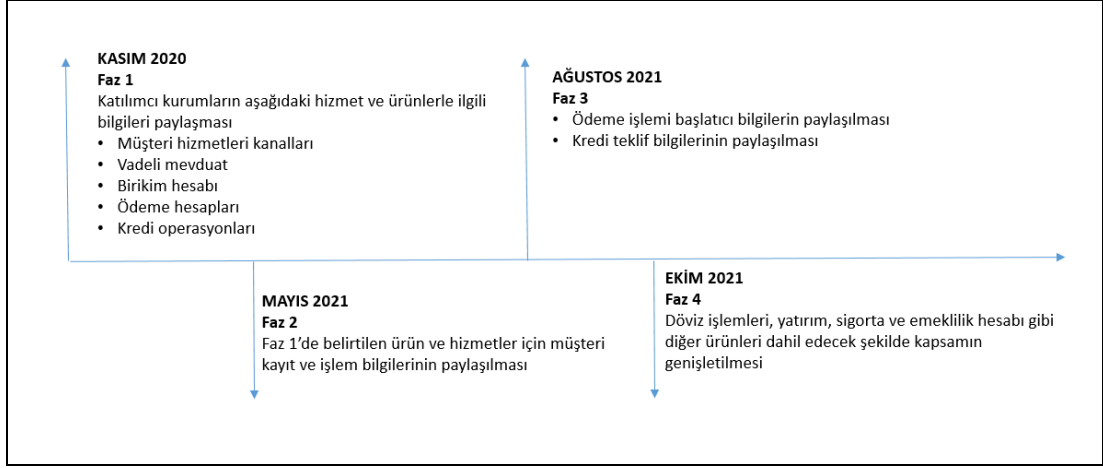 KASIM 2020
Faz 1
Katılımcı kurumların aşağıdaki hizmet ve ürünlerle ilgili
bilgileri paylaşması
• Müşteri hizmetleri kanalları
• Vadeli mevduat
• Birikim hesabı
• Ödeme hesapları
• Kredi operasyonları
MAYIS 2021
Faz 2
Faz 1’de belirtilen ürün ve hizmetler için müşteri
kayıt ve işlem bilgilerinin paylaşılması
AĞUSTOS 2021
Faz 3
• Ödeme işlemi başlatıcı bilgilerin paylaşılması
• Kredi teklif bilgilerinin paylaşılması
EKİM 2021
Faz 4
Döviz işlemleri, yatırım, sigorta ve emeklilik hesabı gibi
diğer ürünleri dahil edecek şekilde kapsamın
genişletilmesi